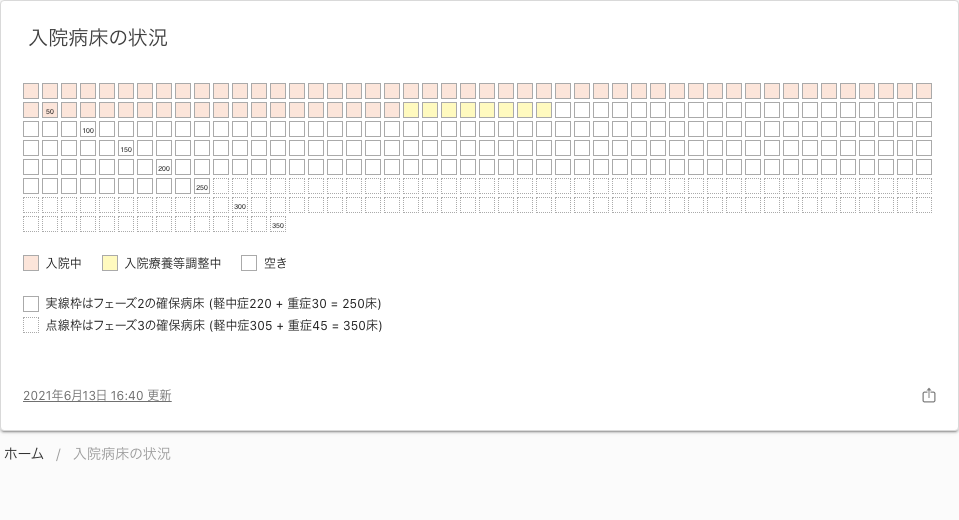 入院病床の状況
50
100
150
200
250
300
350
入院中 入院療養等調整中 空き
実線枠はフェーズ2の確保病床 (軽中症220 + 重症30 = 250床)
点線枠はフェーズ3の確保病床 (軽中症305 + 重症45 = 350床)
2021年6月13日 16:40 更新
ホーム / 入院病床の状況